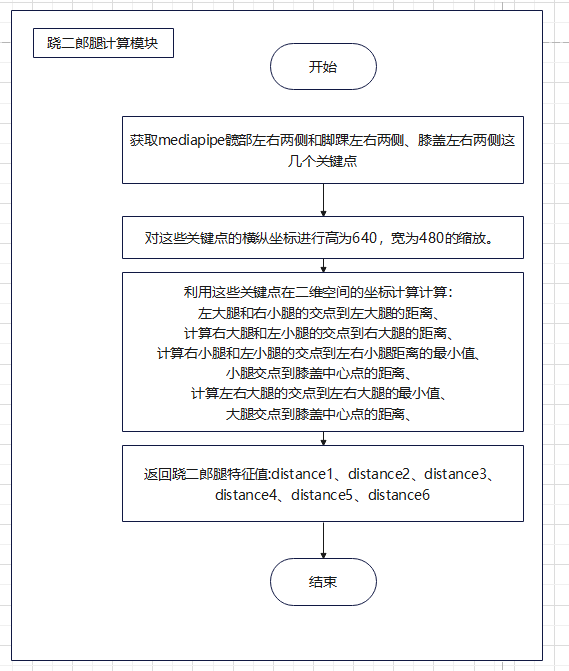 跷二郎腿计算模块
开始
获取mediapipe髋部左右两侧和脚踝左右两侧、膝盖左右两侧这
几个关键点
对这些关键点的横纵坐标进行高为640，宽为480的缩放。
利用这些关键点在二维空间的坐标计算计算：
左大腿和右小腿的交点到左大腿的距离、
计算右大腿和左小腿的交点到右大腿的距离、
计算右小腿和左小腿的交点到左右小腿距离的最小值、
小腿交点到膝盖中心点的距离、
计算左右大腿的交点到左右大腿的最小值、
大腿交点到膝盖中心点的距离、
返回跷二郎腿特征值:distance1、distance2、distance3、
distance4、distance5、distance6
结束